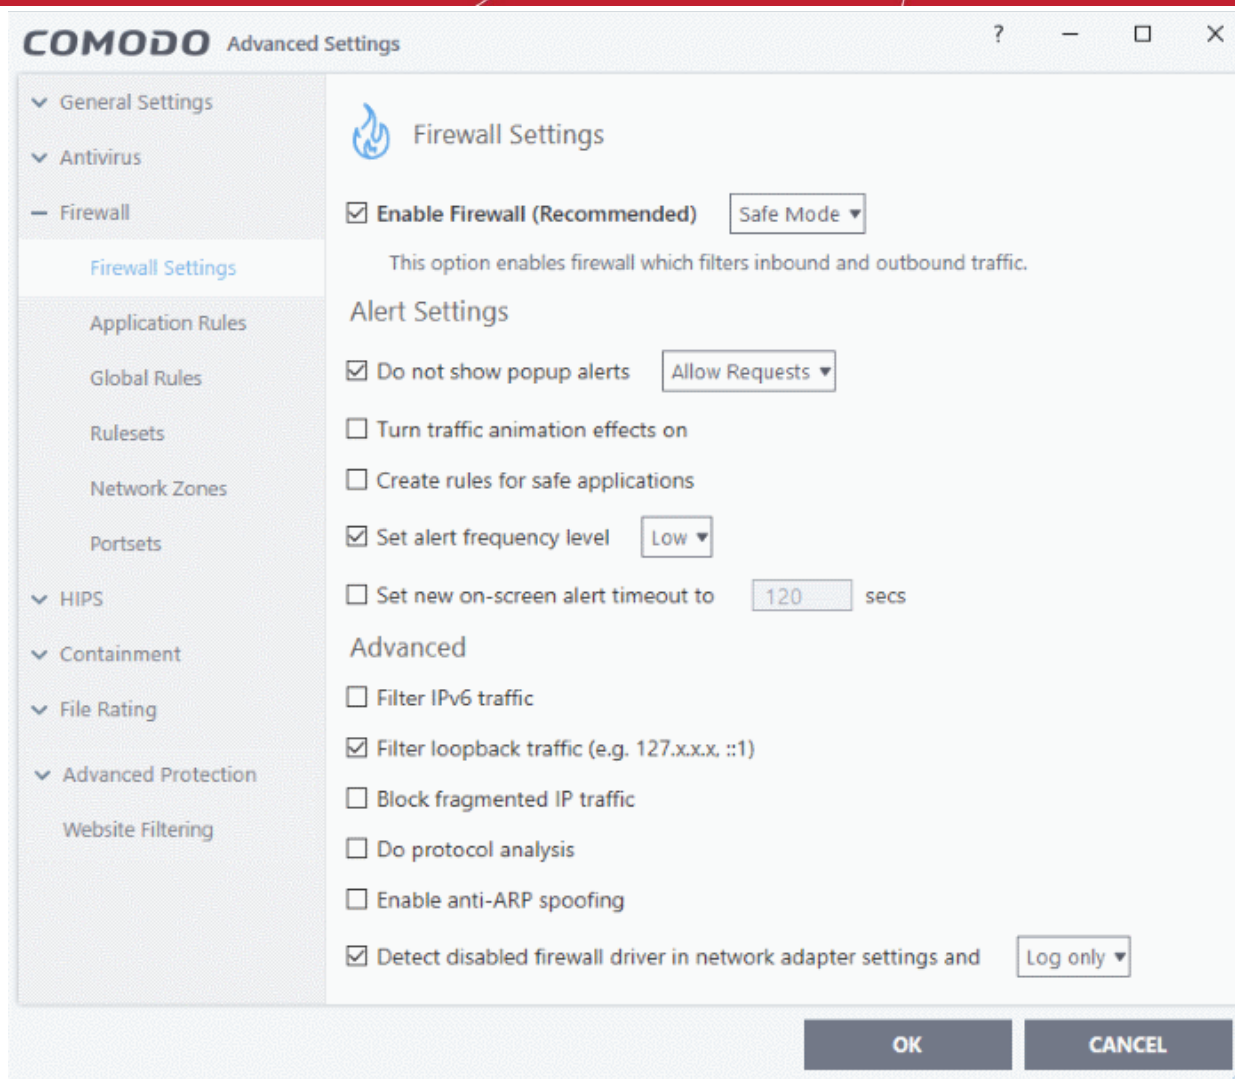 COMODO Advanced Settings ?
General Settings
Antivirus
Firewall
Firewall Settings
Application Rules
Global Rules
Rulesets
Network Zones
Portsets
HIPS
Containment
File Rating
Advanced Protection
Website Filtering
Firewall Settings
Enable Firewall (Recommended) Safe Mode
This option enables firewall which filters inbound and outbound traffic.
Alert Settings
Do not show popup alerts Allow Requests
Turn traffic animation effects on
Create rules for safe applications
Set alert frequency level Low
Set new on-screen alert timeout to 120 secs
Advanced
Filter IPv6 traffic
Filter loopback traffic (e.g. 127.x.x.x, ::1)
Block fragmented IP traffic
Do protocol analysis
Enable anti-ARP spoofing
Detect disabled firewall driver in network adapter settings and Log only
OK CANCEL